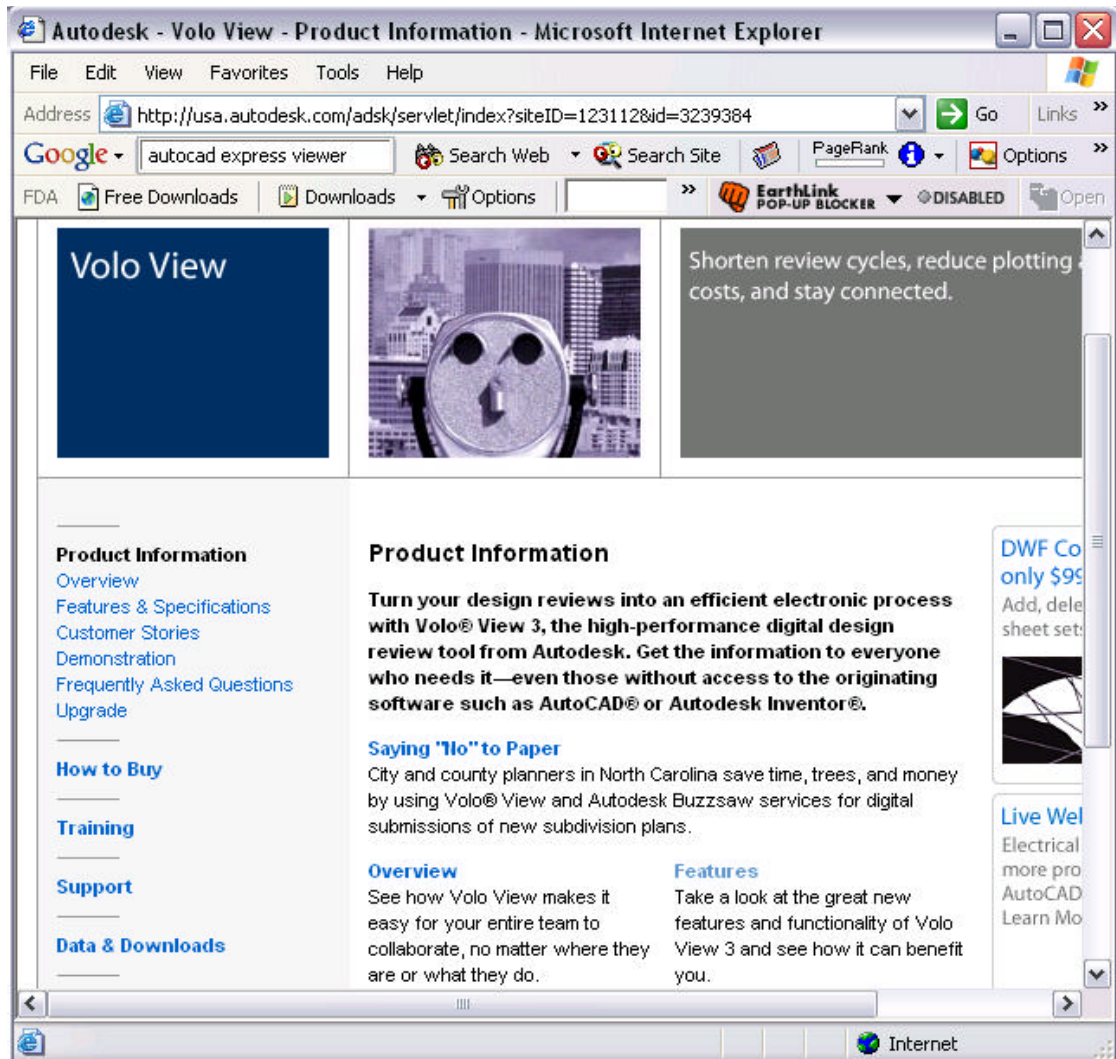 Autodesk - Volo View - Product Information - Microsoft Internet Explorer
File Edit View Favorites Tools Help
Address http://usa.autodesk.com/adsk/servlet/index?siteID=123112&id=3239384 Go Links »
Google autocad express viewer Search Web Search Site PageRank Options »
FDA Free Downloads Downloads Options » EarthLink POP-UP BLOCKER DISABLED Open
Volo View
Shorten review cycles, reduce plotting
costs, and stay connected.
Product Information
Overview
Features & Specifications
Customer Stories
Demonstration
Frequently Asked Questions
Upgrade
How to Buy
Training
Support
Data & Downloads
Product Information
Turn your design reviews into an efficient electronic process
with Volo® View 3, the high-performance digital design
review tool from Autodesk. Get the information to everyone
who needs it—even those without access to the originating
software such as AutoCAD® or Autodesk Inventor®.
Saying "No" to Paper
City and county planners in North Carolina save time, trees, and money
by using Volo® View and Autodesk Buzzsaw services for digital
submissions of new subdivision plans.
Overview
See how Volo View makes it
easy for your entire team to
collaborate, no matter where they
are or what they do.
Features
Take a look at the great new
features and functionality of Volo
View 3 and see how it can benefit
you.
DWF Co
only $99
Add, dele
sheet set
Live Wel
Electrical
more pro
AutoCAD
Learn Mo
Internet